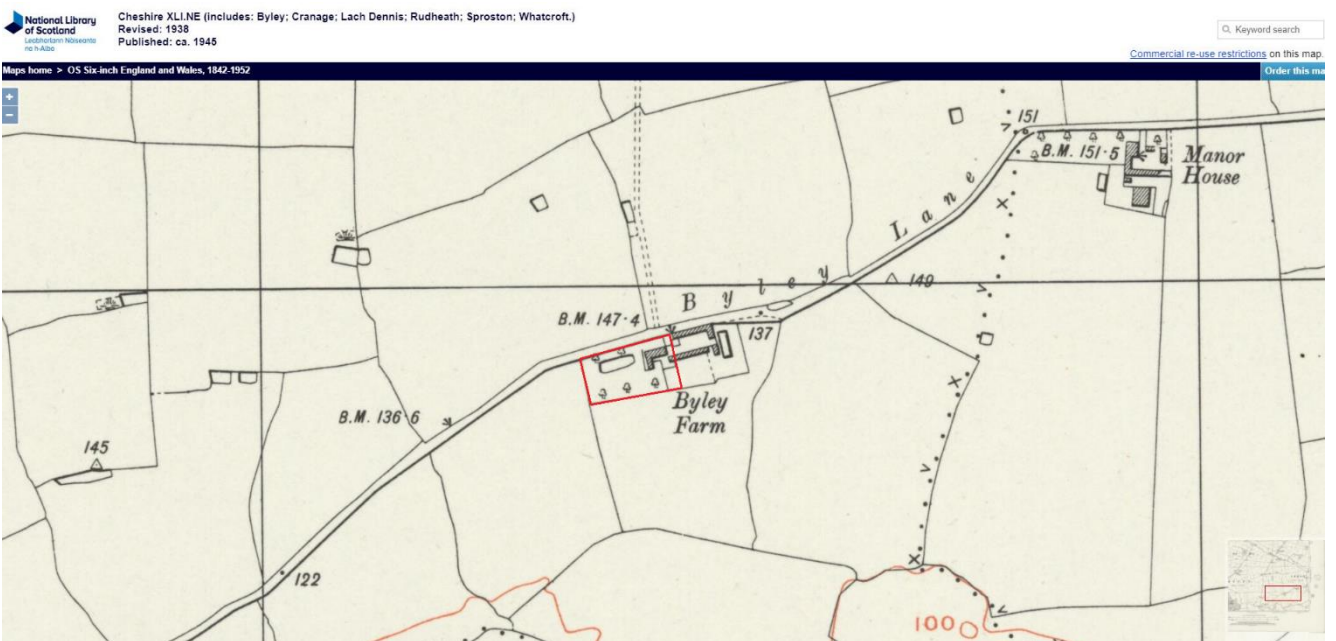 National Library
of Scotland
Leabharlann Nàiseanta
na h-Alba
Cheshire XLI.NE (includes: Byley; Cranage; Lach Dennis; Rudheath; Sproston; Whatcroft.)
Revised: 1938
Published: ca. 1945
Keyword search
Commercial re-use restrictions on this map.
Maps home > OS Six-inch England and Wales, 1842-1952
Order this ma
+
−
151
B.M. 151·5
Manor
House
Byley Lane
149
B.M. 147·4
137
Byley
Farm
B.M. 136·6
145
122
100